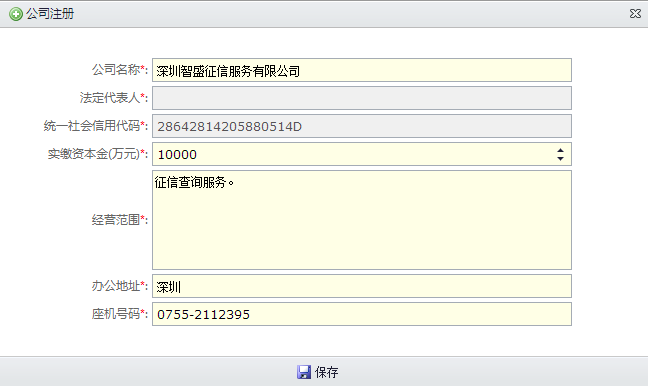 公司注册
公司名称*: 深圳智盛征信服务有限公司
法定代表人*:
统一社会信用代码*: 28642814205880514D
实缴资本金(万元)*: 10000
经营范围*: 征信查询服务。
办公地址*: 深圳
座机号码*: 0755-2112395
保存